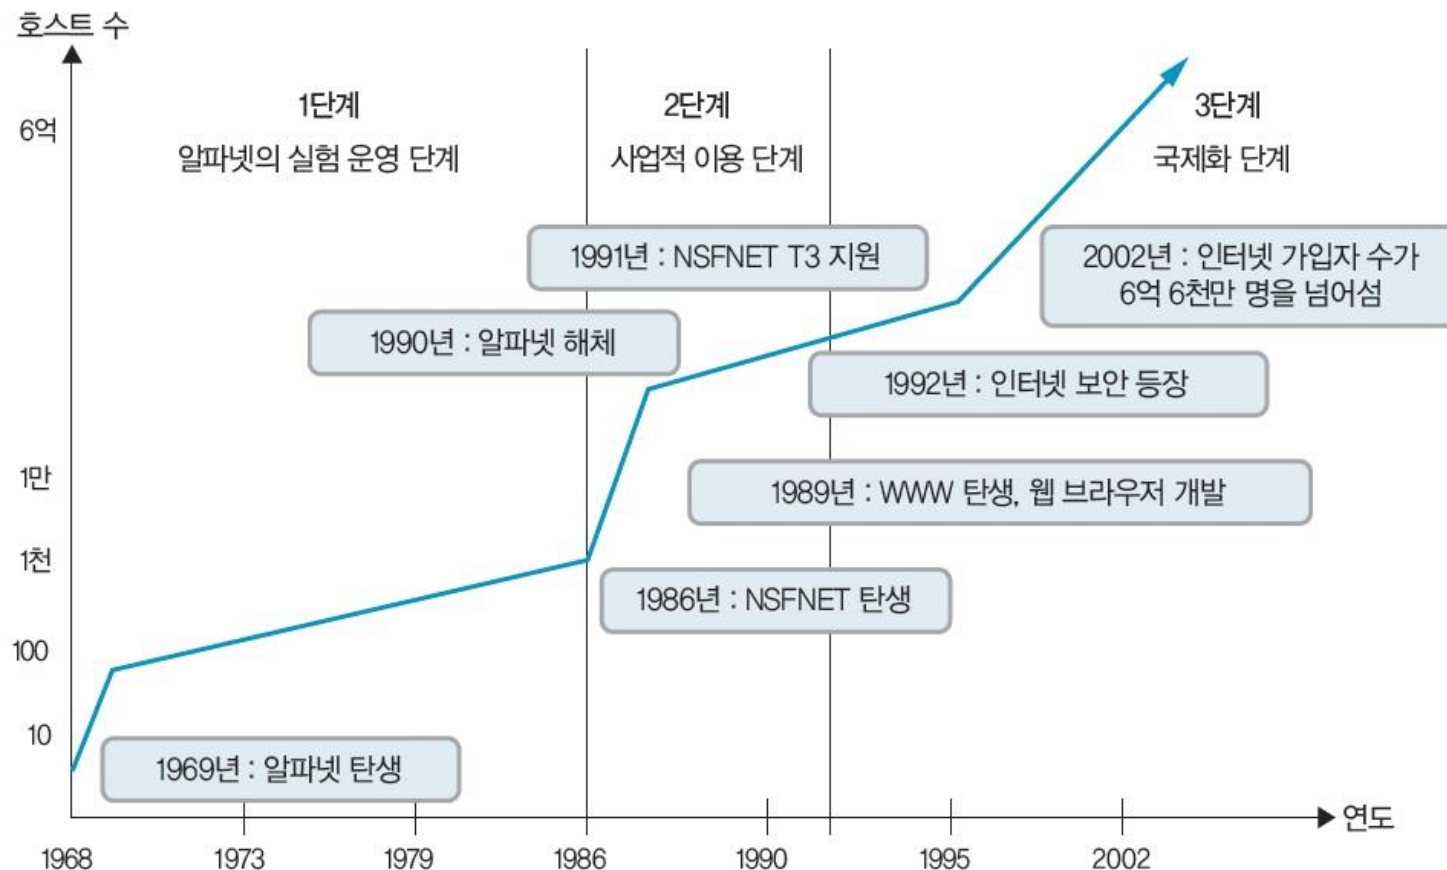 호스트 수
6억
1만
1천
100
10
1단계
알파넷의 실험 운영 단계
2단계
사업적 이용 단계
3단계
국제화 단계
1991년 : NSFNET T3 지원
2002년 : 인터넷 가입자 수가
6억 6천만 명을 넘어섬
1990년 : 알파넷 해체
1992년 : 인터넷 보안 등장
1989년 : WWW 탄생, 웹 브라우저 개발
1986년 : NSFNET 탄생
1969년 : 알파넷 탄생
연도
1968
1973
1979
1986
1990
1995
2002